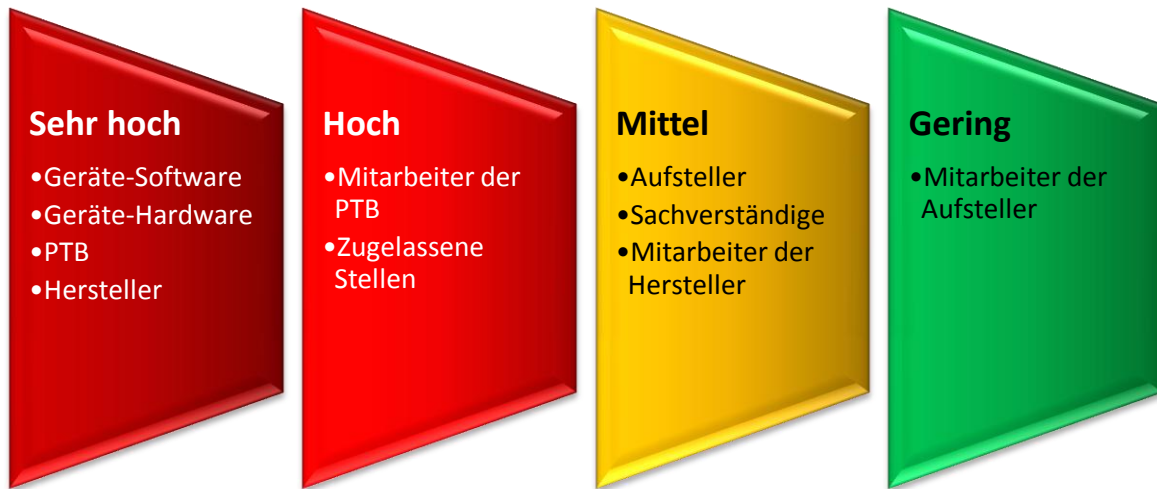 Sehr hoch
•Geräte-Software
•Geräte-Hardware
•PTB
•Hersteller
Hoch
•Mitarbeiter der
PTB
•Zugelassene
Stellen
Mittel
•Aufsteller
•Sachverständige
•Mitarbeiter der
Hersteller
Gering
•Mitarbeiter der
Aufsteller